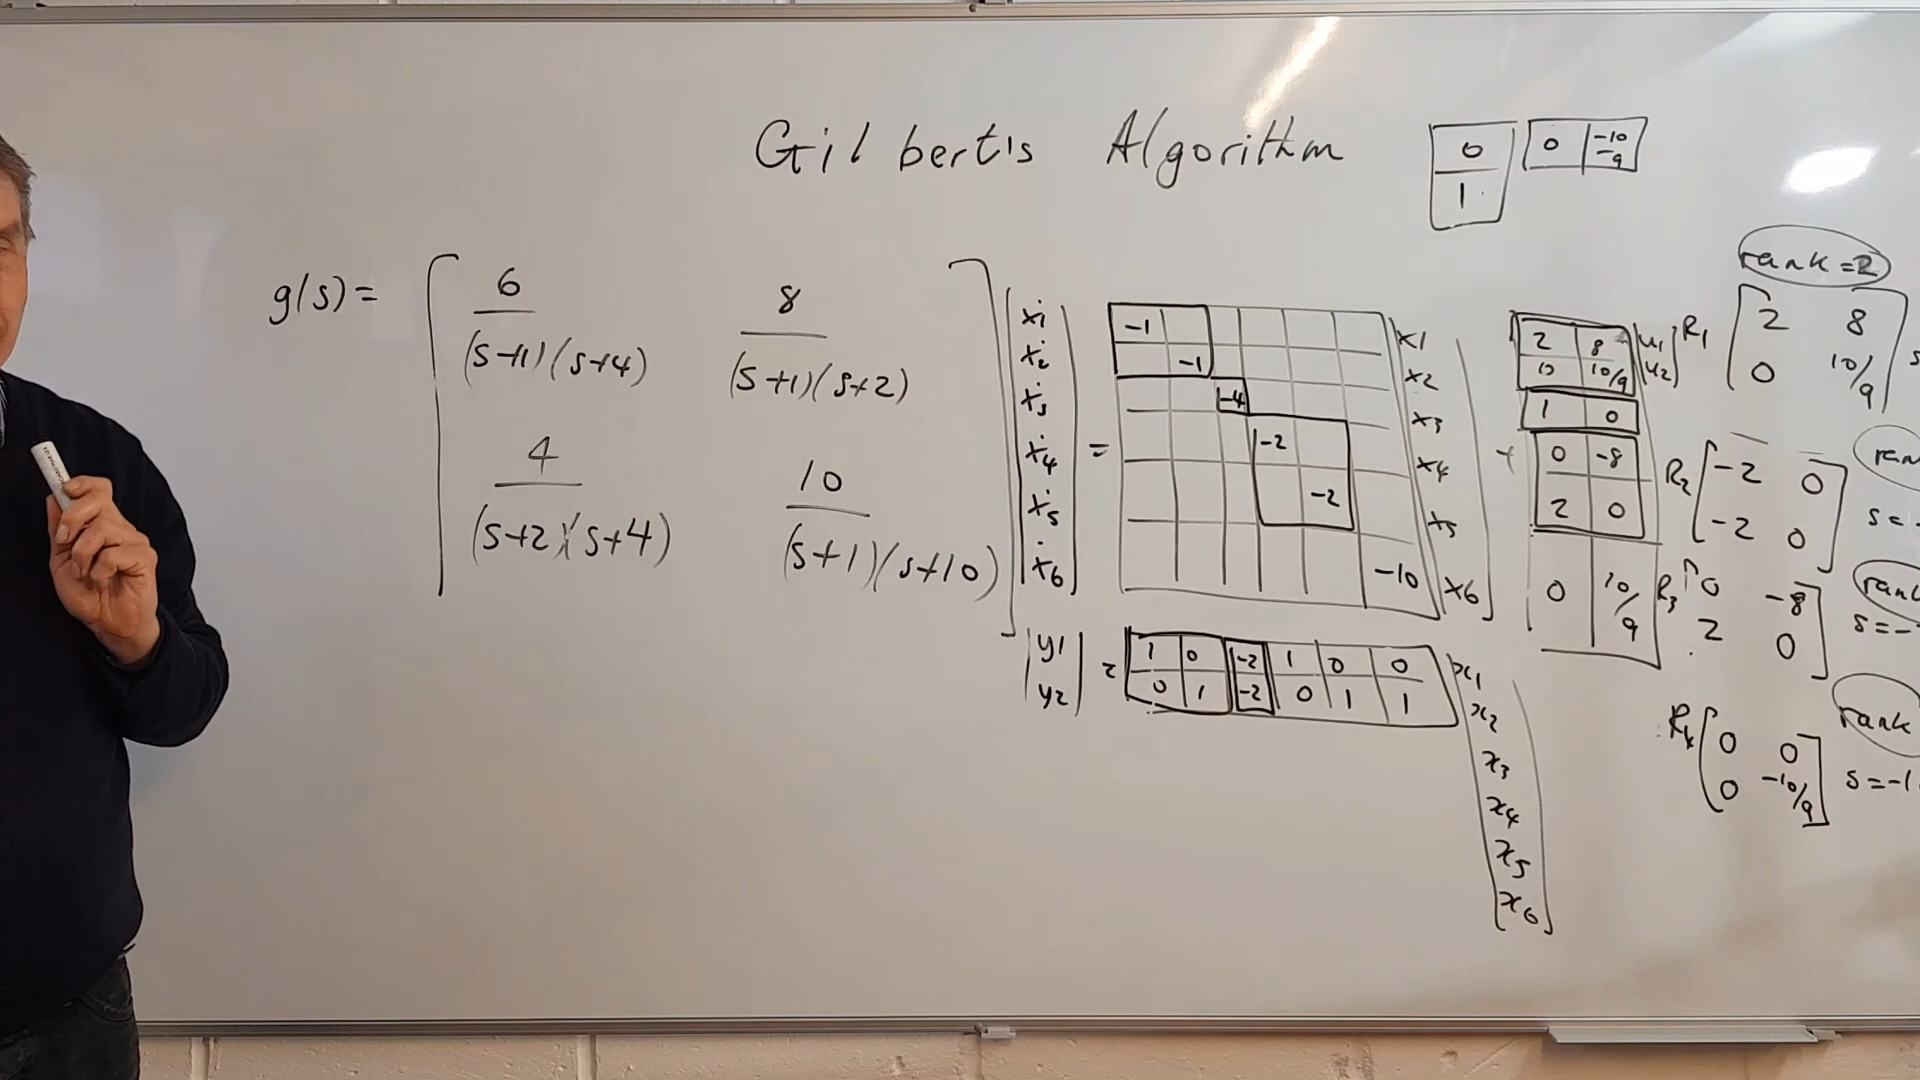 Gilbert's Algorithm
0
1
0 -10
-9
g(s) =
6
(s+1)(s+4)
8
(s+1)(s+2)
4
(s+2)(s+4)
10
(s+1)(s+10)
ẋ1
ẋ2
ẋ3
ẋ4
ẋ5
ẋ6
=
-1
-1
-4
-2
-2
-10
x1
x2
x3
x4
x5
x6
+
2 8
0 10/9
1 0
0 -8
2 0
0 10/9
u1
u2
y1
y2
=
1 0 -2 1 0 0
0 1 -2 0 1 1
x1
x2
x3
x4
x5
x6
rank = 2
R1 2 8
0 10/9
R2 -2 0
-2 0
s = -
R3 0 -8
2 0
s = -
rank
R4 0 0
0 -10/9
s = -1